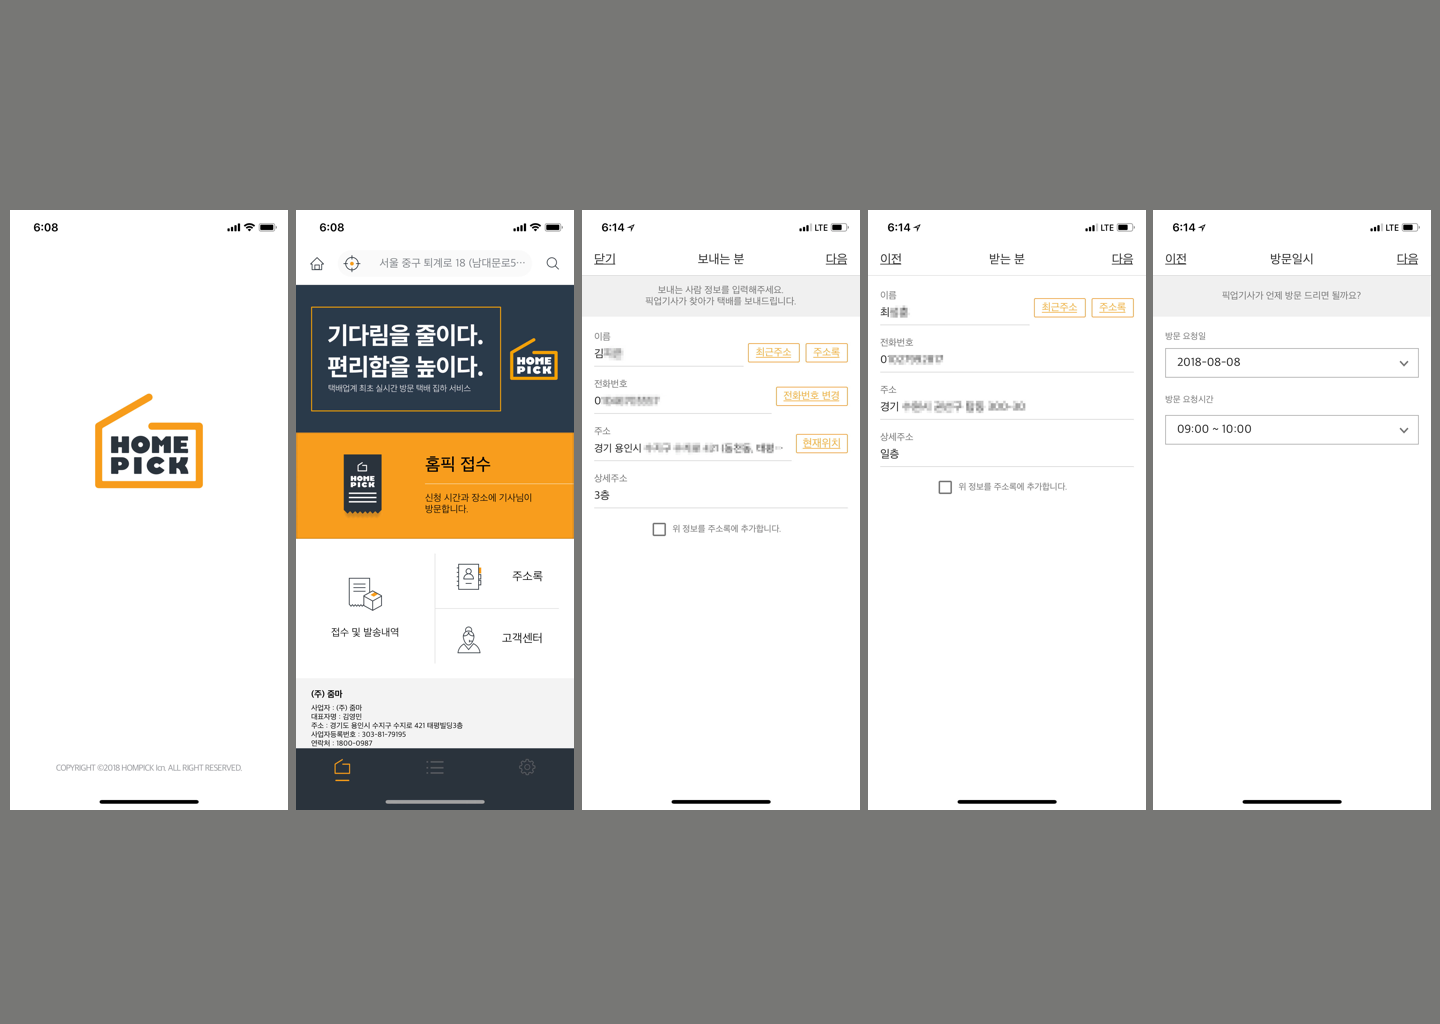 6:08
HOME
PICK
COPYRIGHT ©2018 HOMPICK Icn. ALL RIGHT RESERVED.
6:08
서울 중구 퇴계로 18 (남대문로5···
기다림을 줄이다.
편리함을 높이다.
택배업계 최초 실시간 방문 택배 집하 서비스
HOME
PICK
HOME
PICK
홈픽 접수
신청 시간과 장소에 기사님이
방문합니다.
접수 및 발송내역
주소록
고객센터
(주) 줌마
사업자 : (주) 줌마
대표자명 : 김영민
주소 : 경기도 용인시 수지구 수지로 421 태평빌딩3층
사업자등록번호 : 303-81-79195
연락처 : 1800-0987
6:14
LTE
닫기
보내는 분
다음
보내는 사람 정보를 입력해주세요.
픽업기사가 찾아가 택배를 보내드립니다.
이름
김
최근주소
주소록
전화번호
0
전화번호 변경
주소
경기 용인시
현재위치
상세주소
3층
위 정보를 주소록에 추가합니다.
6:14
LTE
이전
받는 분
다음
이름
최
최근주소
주소록
전화번호
0
주소
경기
상세주소
일층
위 정보를 주소록에 추가합니다.
6:14
LTE
이전
방문일시
다음
픽업기사가 언제 방문 드리면 될까요?
방문 요청일
2018-08-08
방문 요청시간
09:00 ~ 10:00